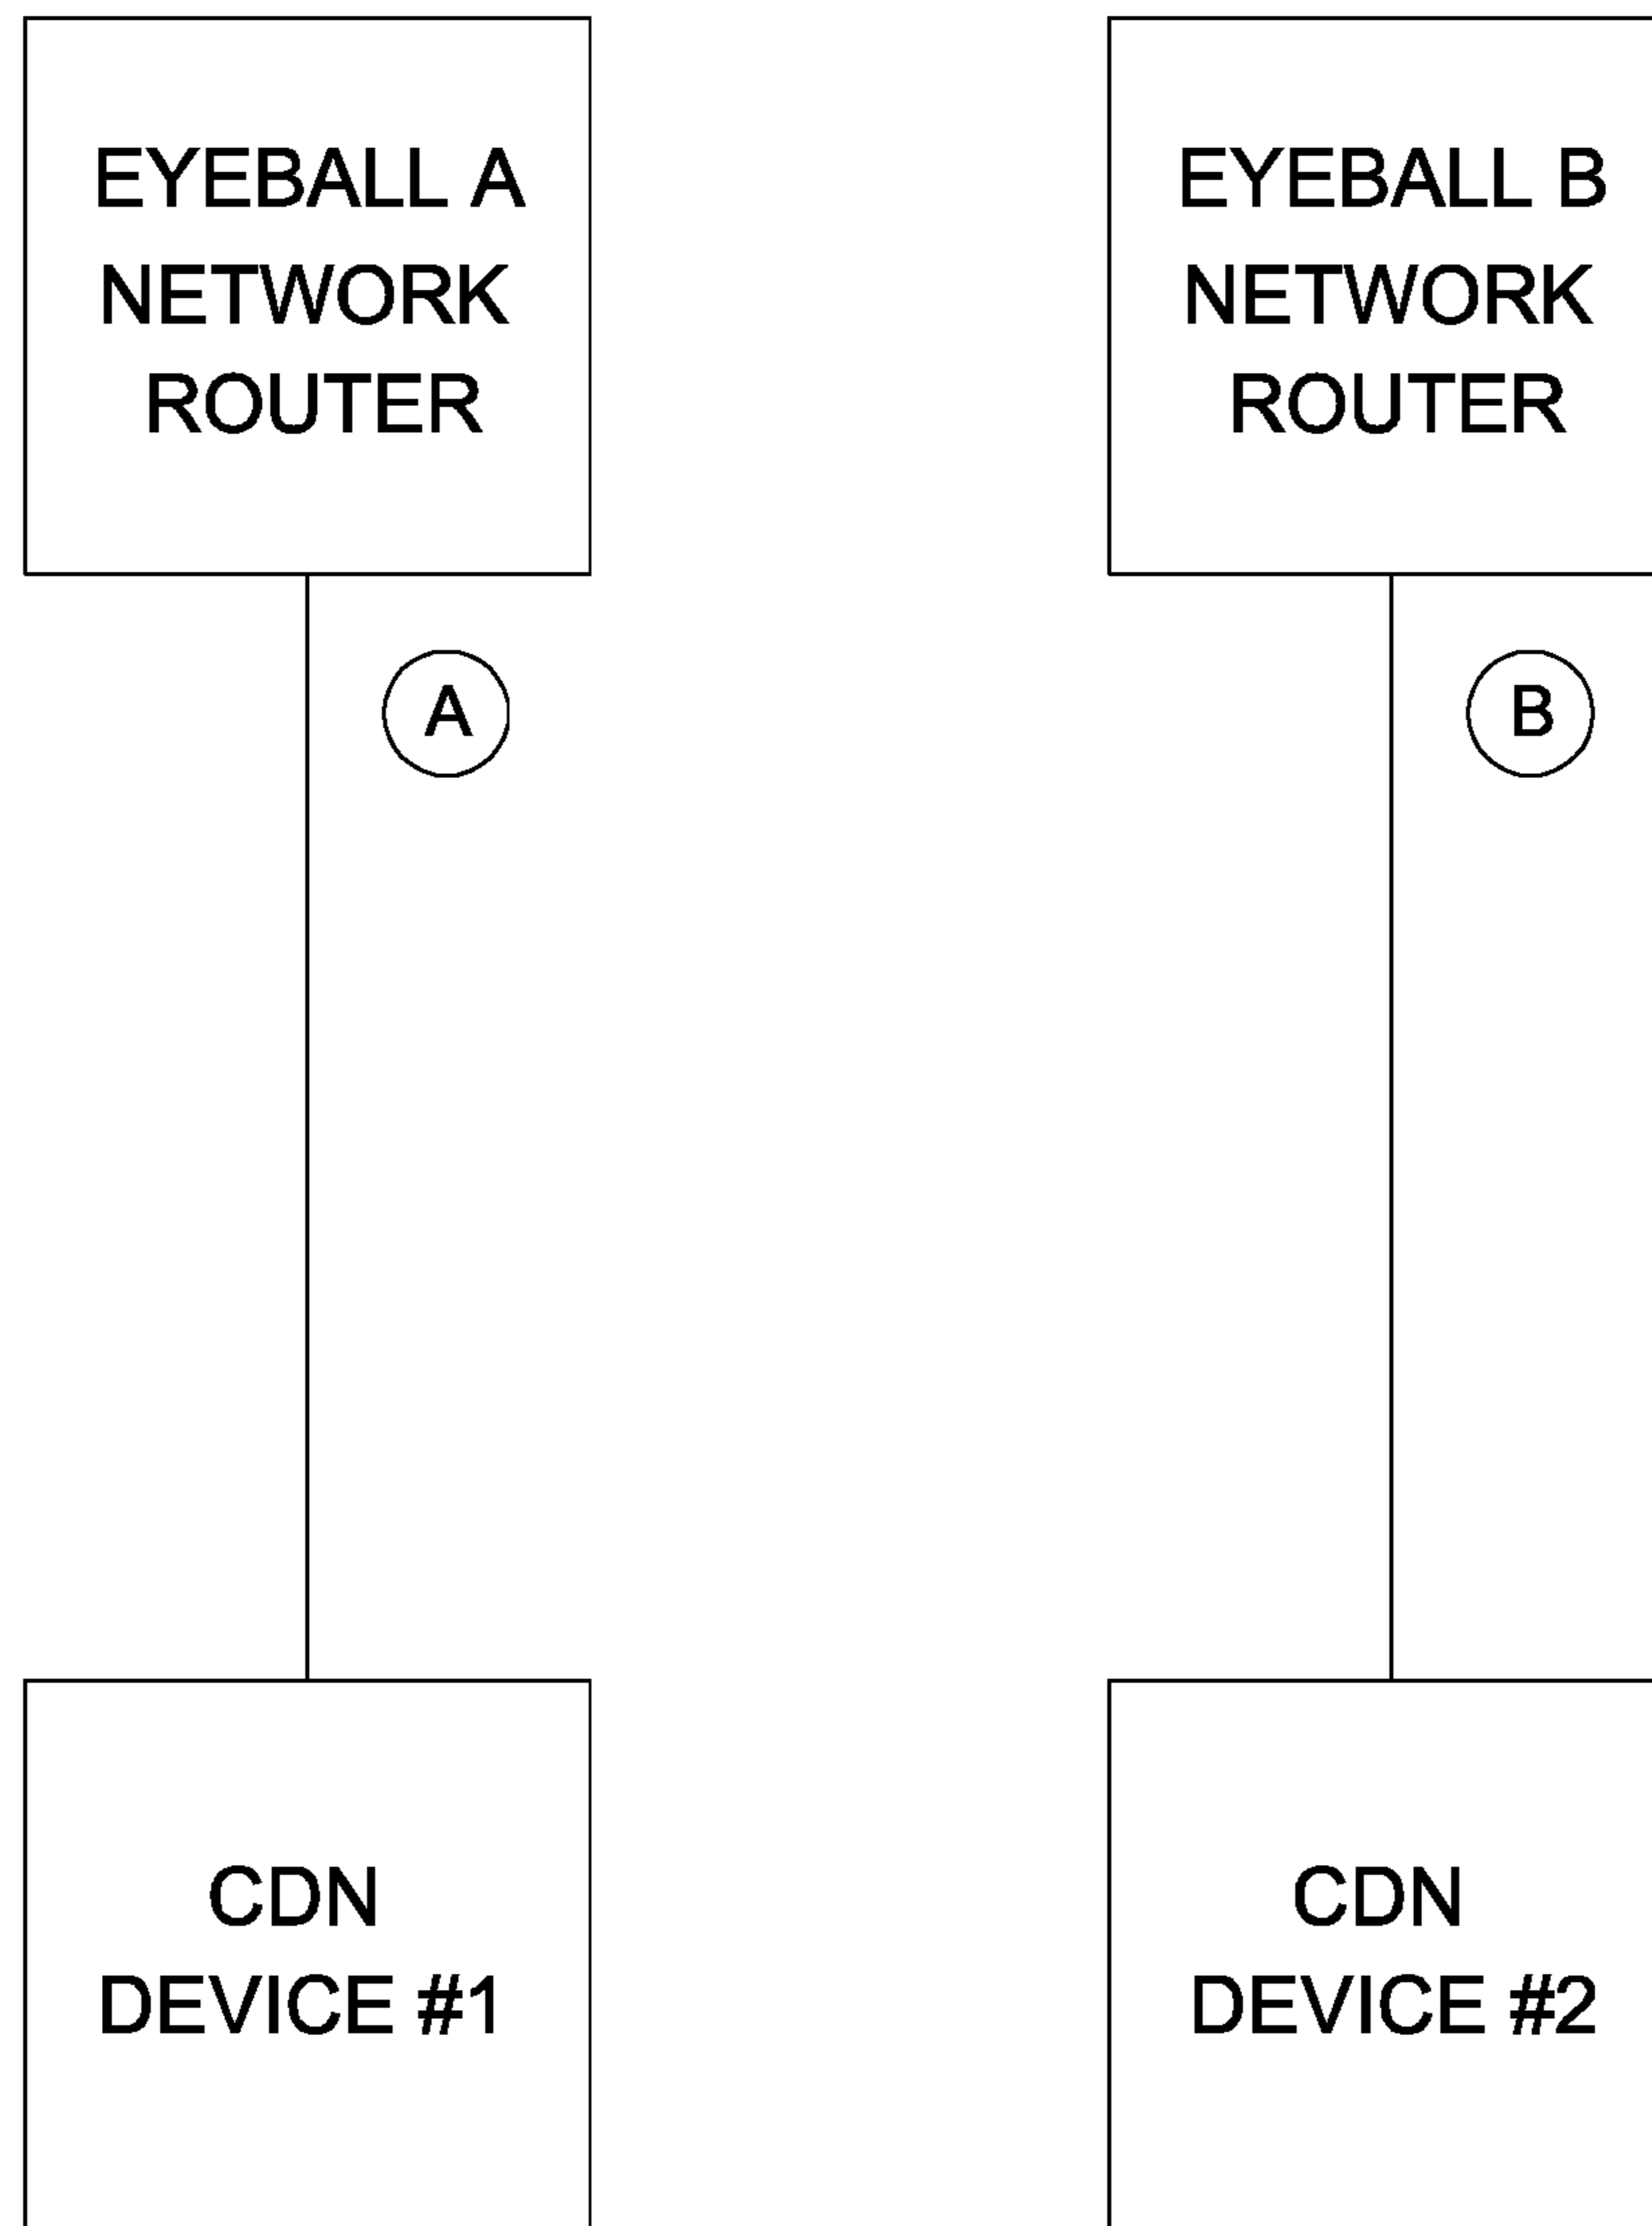 EYEBALL A
NETWORK
ROUTER
EYEBALL B
NETWORK
ROUTER
A
B
CDN
DEVICE #1
CDN
DEVICE #2